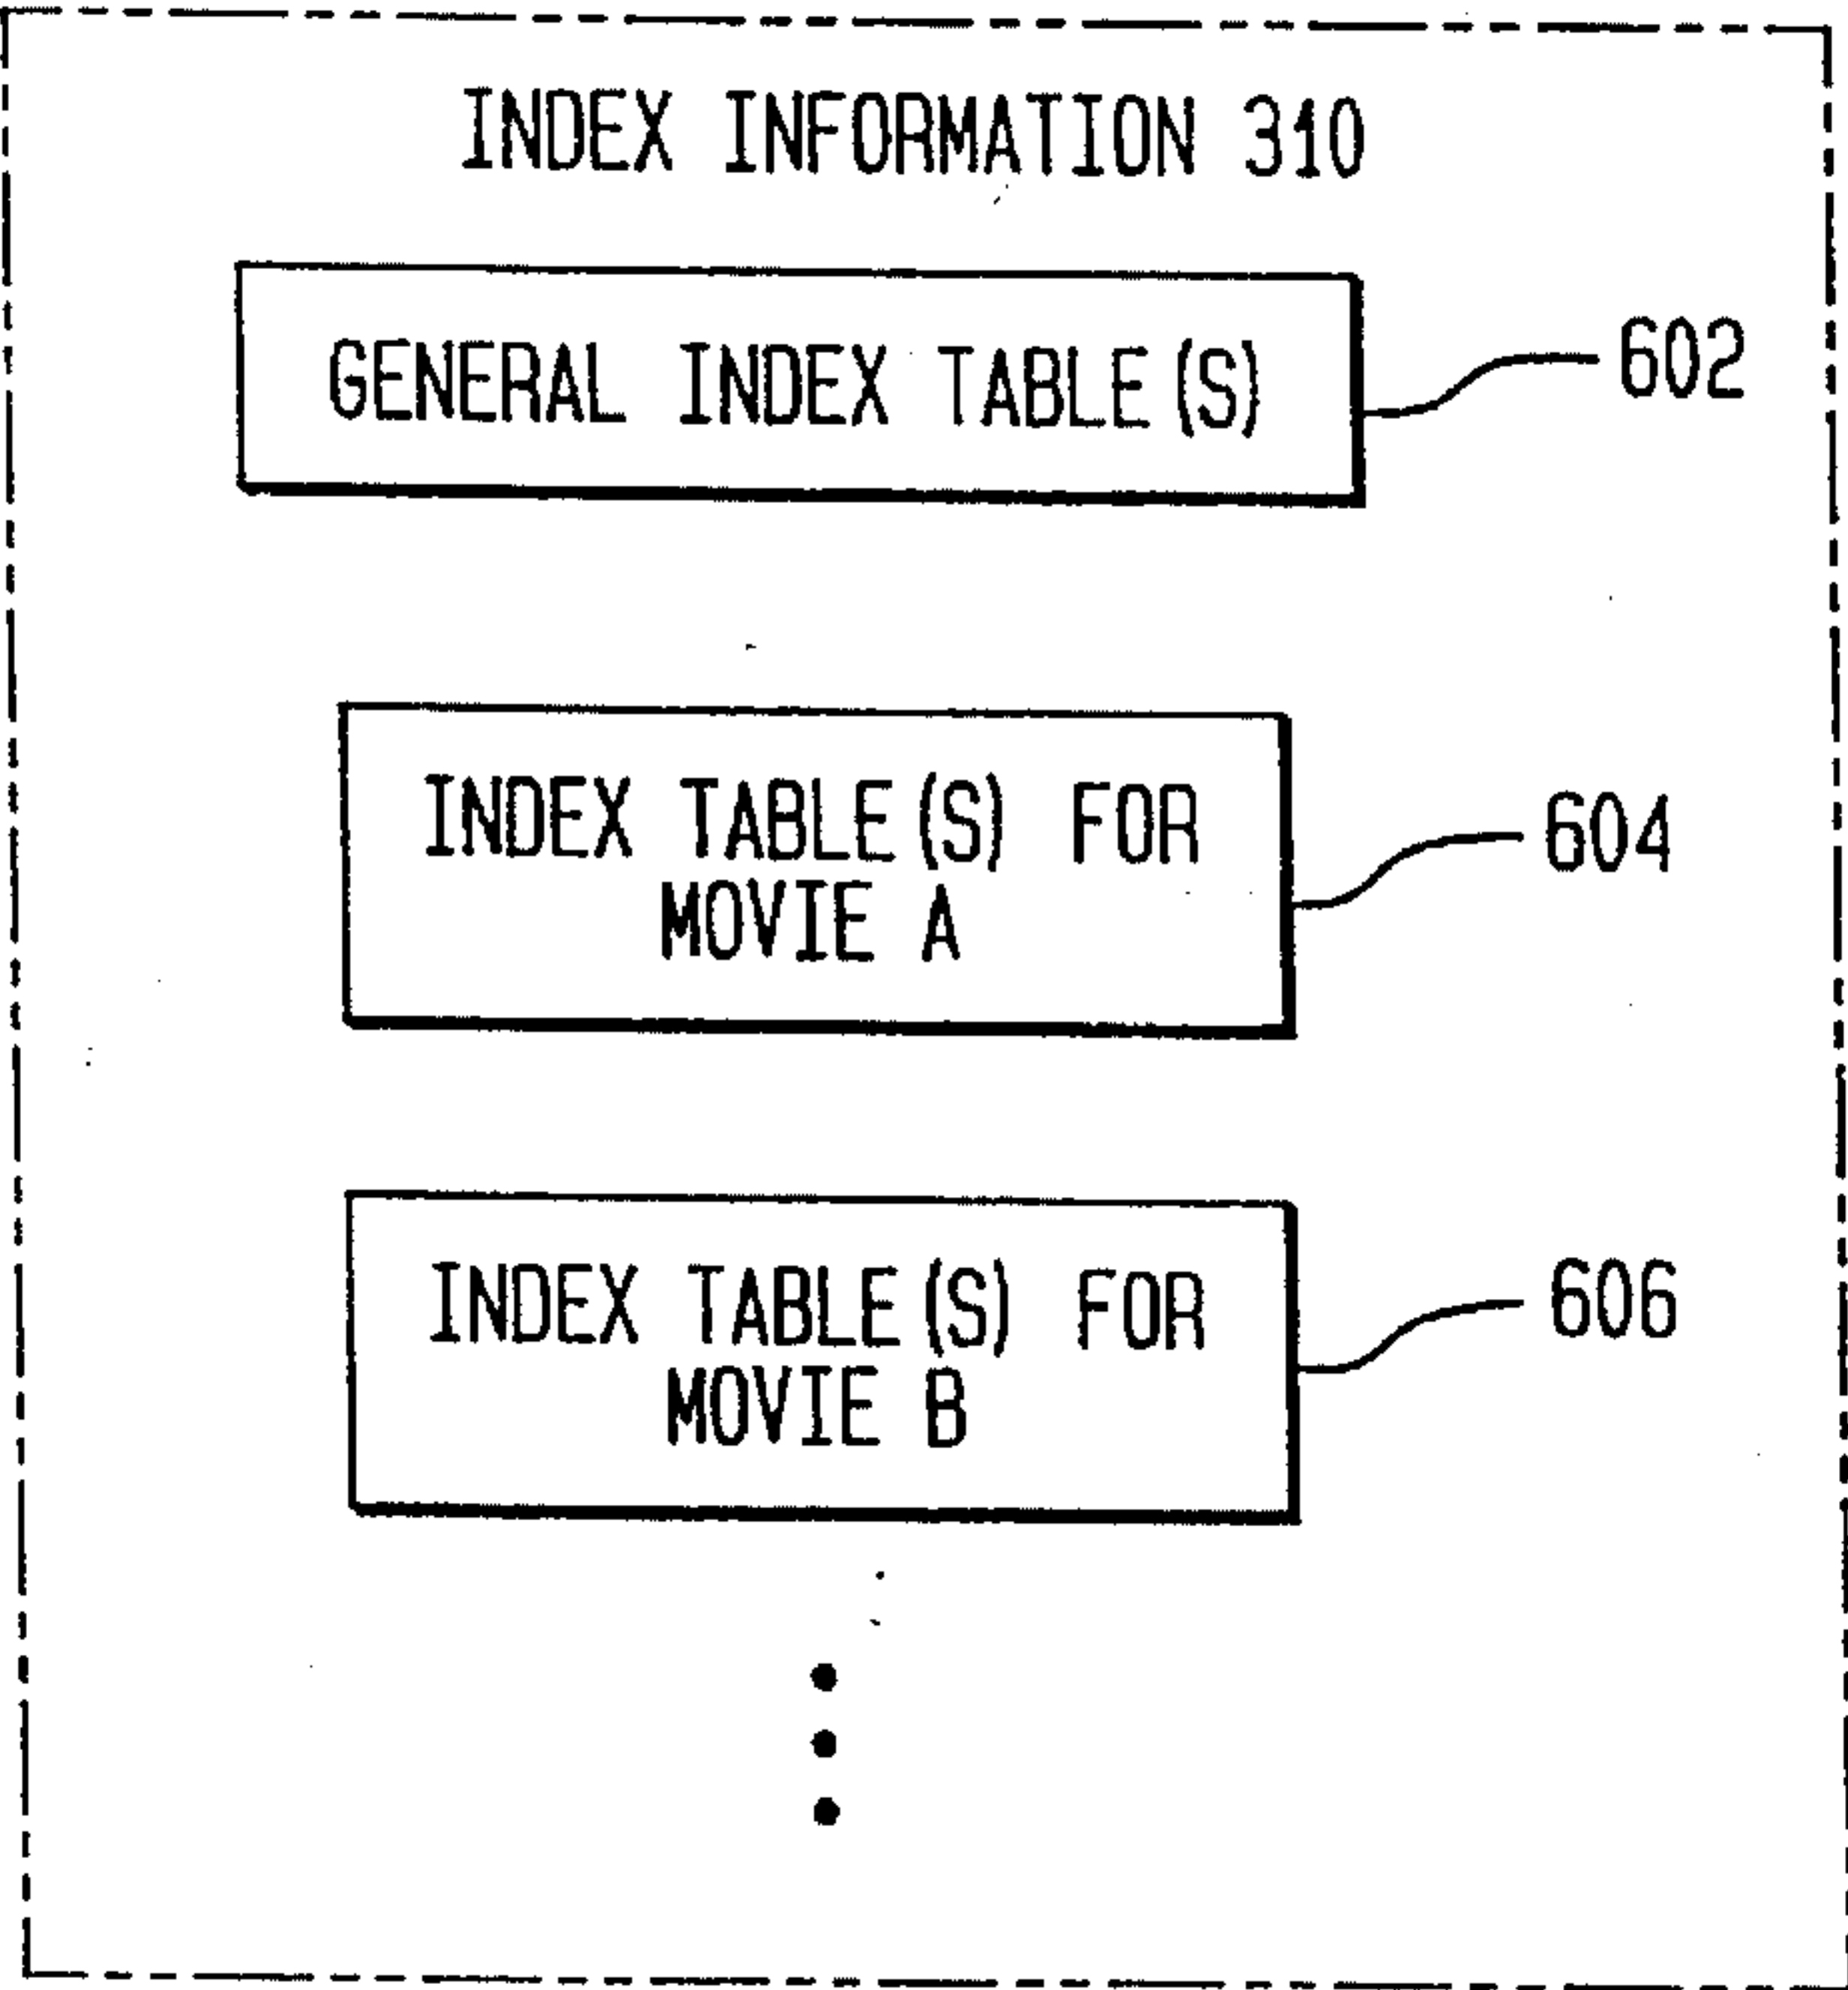 INDEX INFORMATION 310
GENERAL INDEX TABLE(S)
602
INDEX TABLE(S) FOR
MOVIE A
604
INDEX TABLE(S) FOR
MOVIE B
606